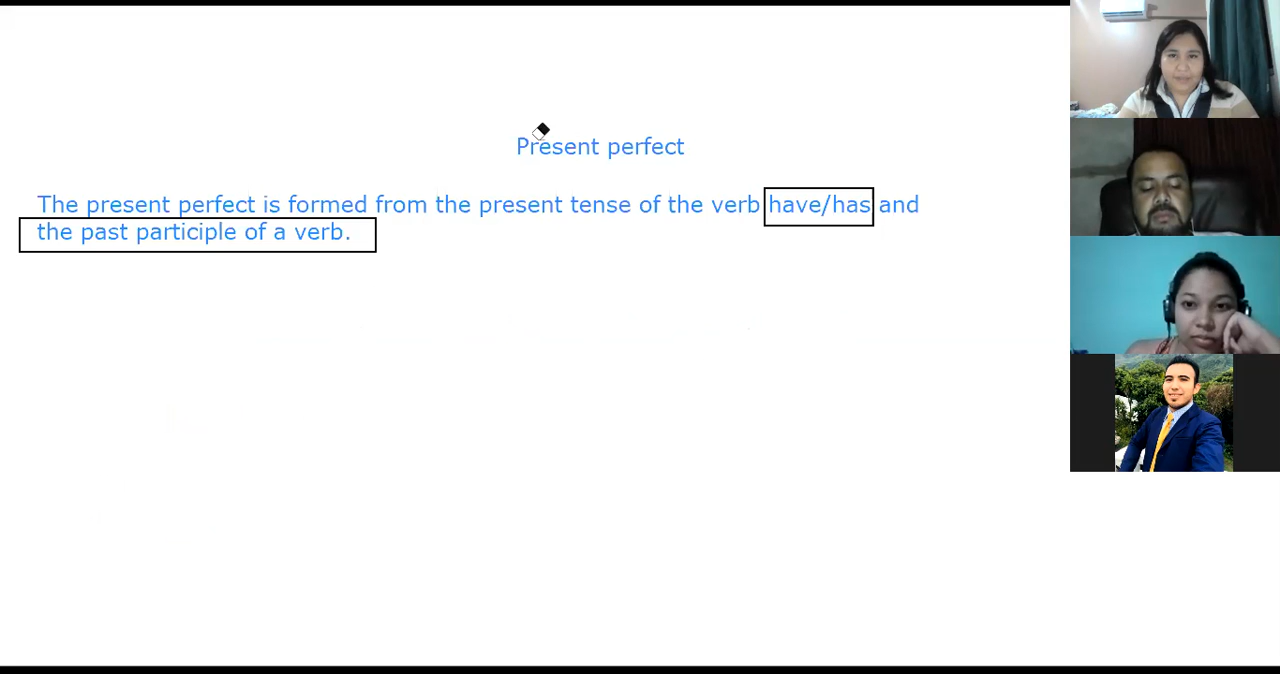 Present perfect
The present perfect is formed from the present tense of the verb have/has and
the past participle of a verb.